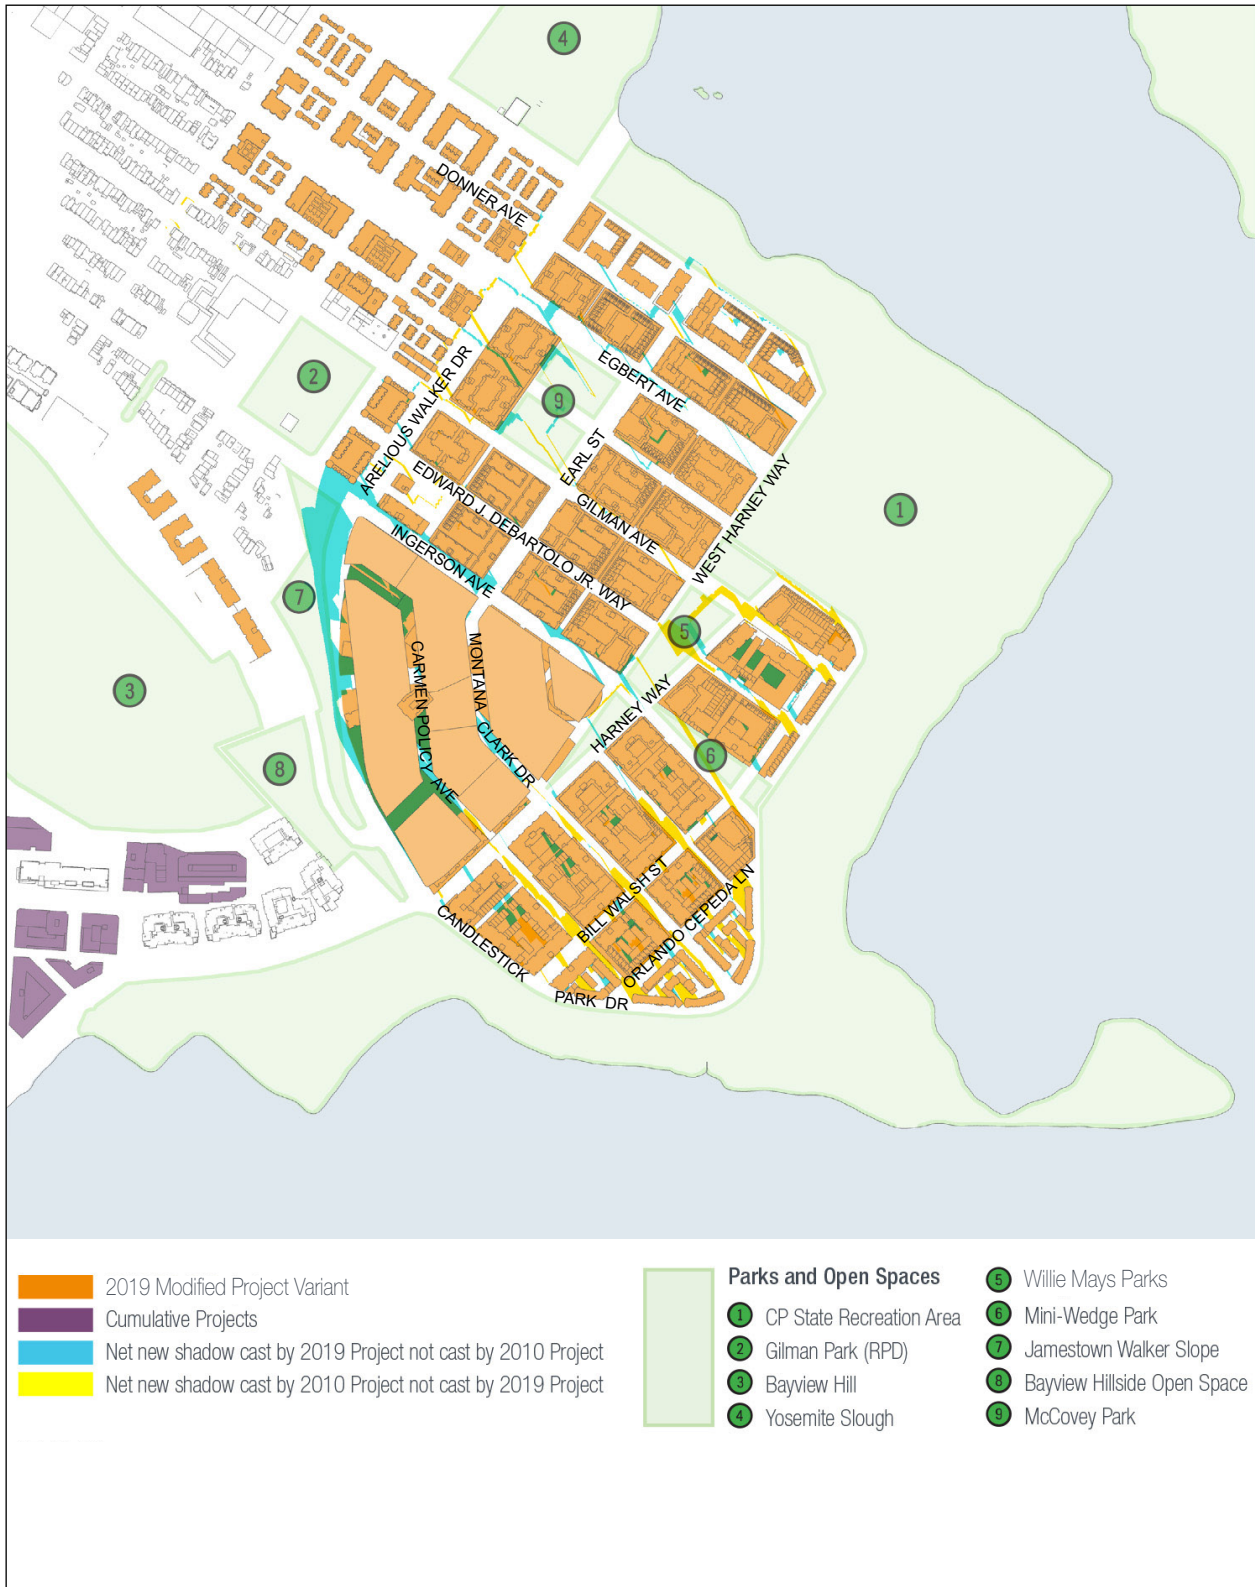 4
DONNER AVE
2
ARELIOUS WALKER DR
9
EGBERT AVE
EARL ST
1
WEST HARNEY WAY
GILMAN AVE
EDWARD J. DEBARTOLO JR. WAY
INGERSON AVE
7
5
3
MONTANA
CLARK DR
CARMEN POLICY AVE
HARNEY WAY
6
8
BILL WALSH ST
ORLANDO CEPEDA LN
CANDLESTICK
PARK DR
2019 Modified Project Variant
Cumulative Projects
Net new shadow cast by 2019 Project not cast by 2010 Project
Net new shadow cast by 2010 Project not cast by 2019 Project
Parks and Open Spaces
1 CP State Recreation Area
2 Gilman Park (RPD)
3 Bayview Hill
4 Yosemite Slough
5 Willie Mays Parks
6 Mini-Wedge Park
7 Jamestown Walker Slope
8 Bayview Hillside Open Space
9 McCovey Park